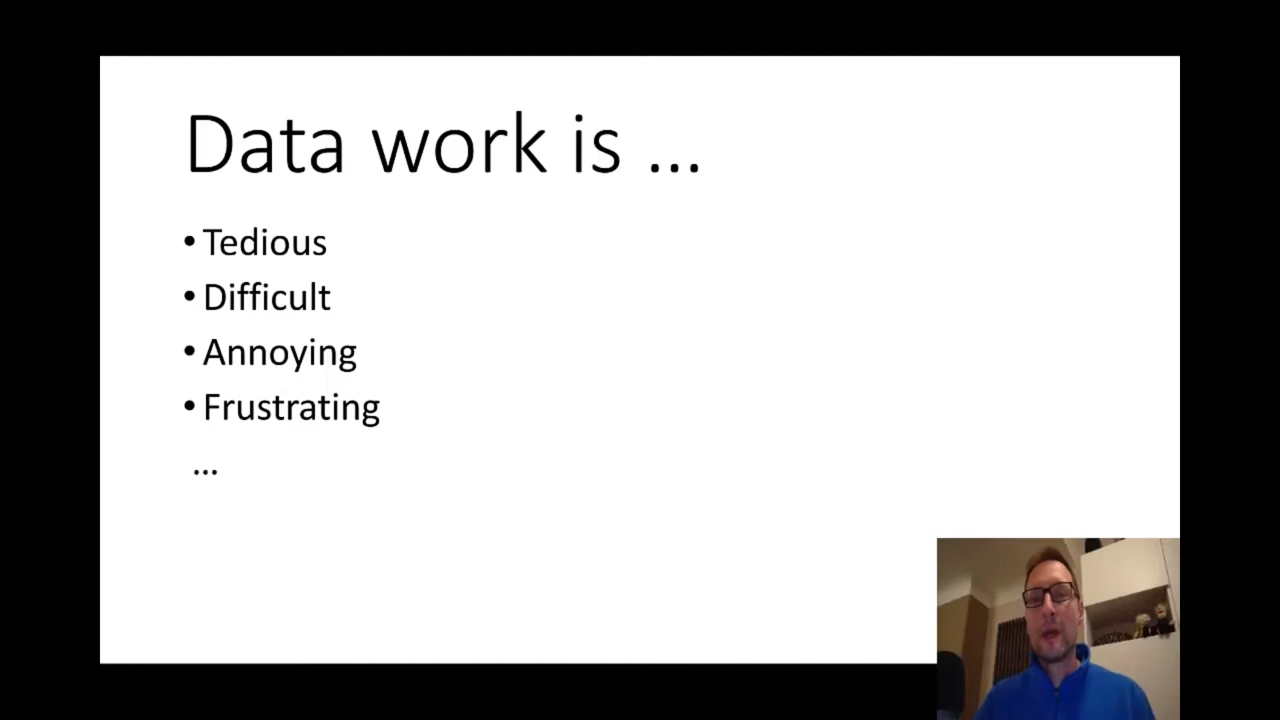 Data work is ...
• Tedious
• Difficult
• Annoying
• Frustrating
...